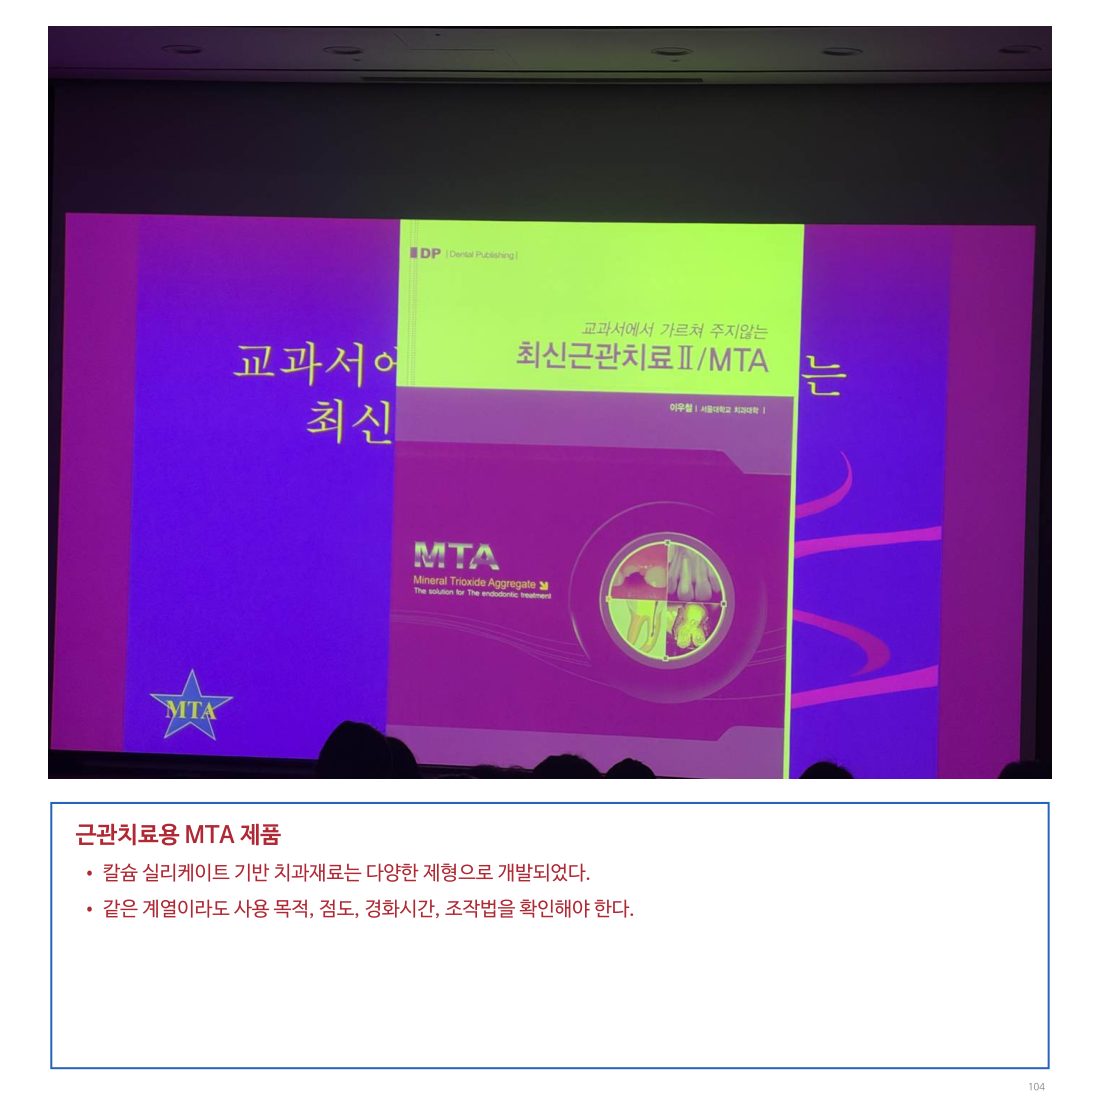 DP | Dental Publishing |
교과서에서 가르쳐 주지않는
최신근관치료Ⅱ/MTA
이우철 | 서울대학교 치과대학 |
교과서에
는
최신
MTA
Mineral Trioxide Aggregate
The solution for The endodontic treatment
MTA
근관치료용 MTA 제품
• 칼슘 실리케이트 기반 치과재료는 다양한 제형으로 개발되었다.
• 같은 계열이라도 사용 목적, 점도, 경화시간, 조작법을 확인해야 한다.
104